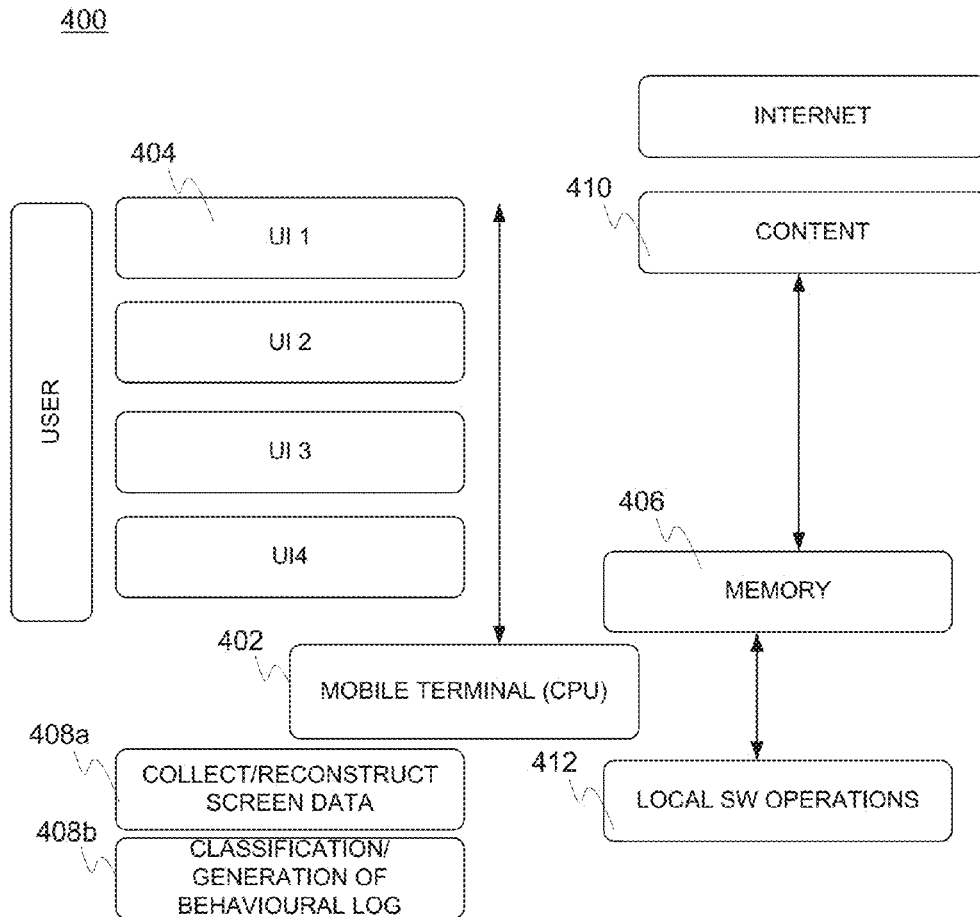 400
INTERNET
404
410
UI 1
CONTENT
UI 2
USER
UI 3
406
UI4
MEMORY
402
MOBILE TERMINAL (CPU)
408a
COLLECT/RECONSTRUCT
SCREEN DATA
412
LOCAL SW OPERATIONS
408b
CLASSIFICATION/
GENERATION OF
BEHAVIOURAL LOG